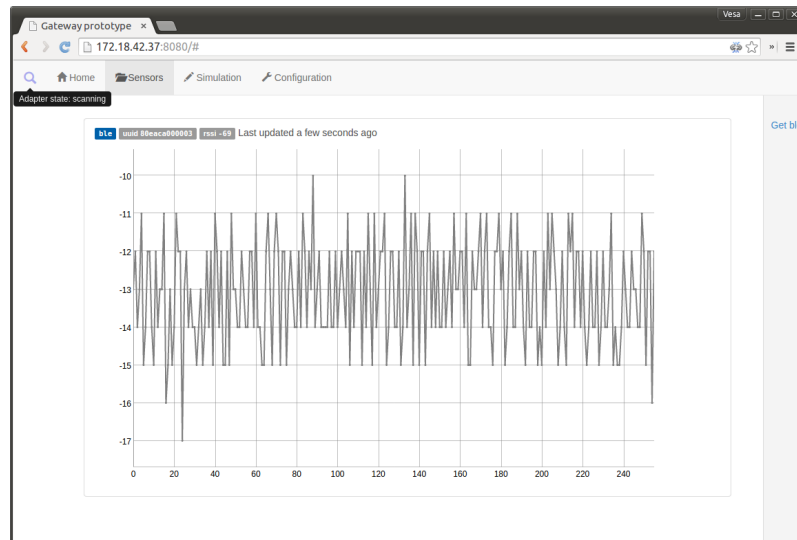 Vesa
Gateway prototype ×
172.18.42.37:8080/#
Home Sensors Simulation Configuration
Adapter state: scanning
Get bl
ble uuid 80eaca000003 rssi -69 Last updated a few seconds ago
-10
-11
-12
-13
-14
-15
-16
-17
0 20 40 60 80 100 120 140 160 180 200 220 240